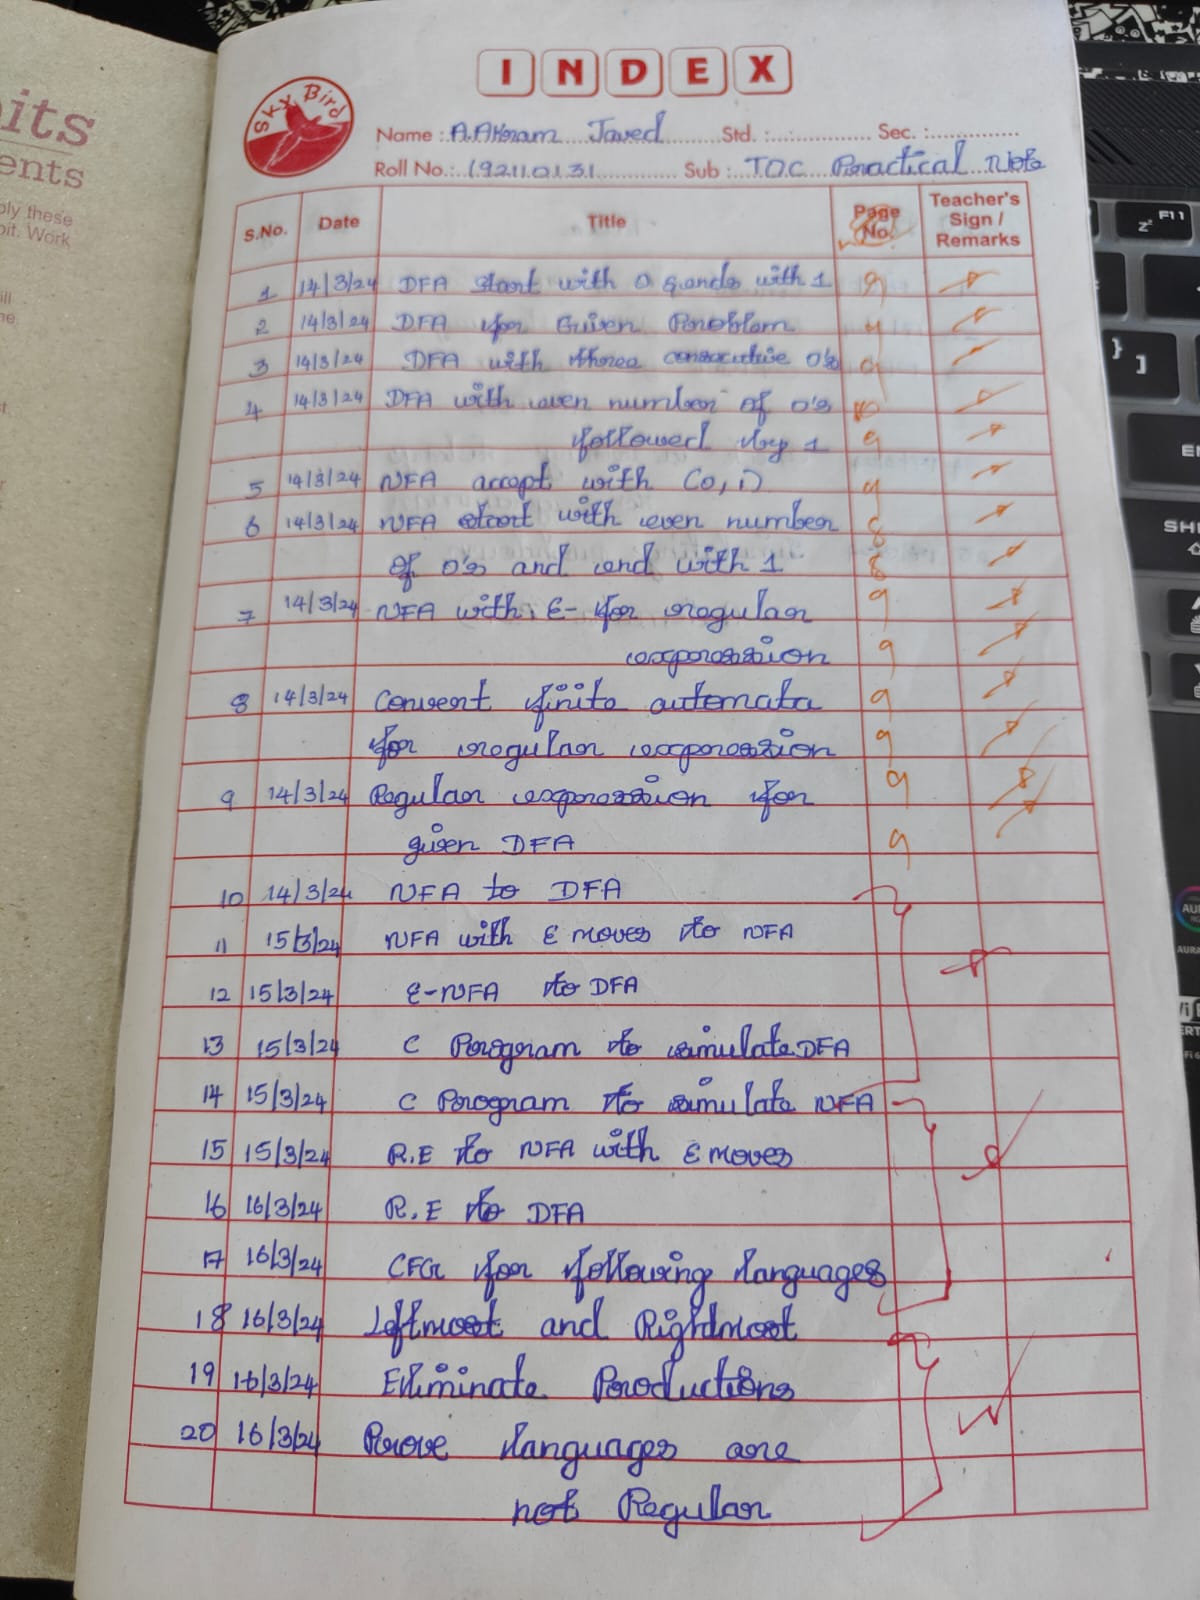 its
ents
ply these
bit. Work
ill
me.
INDEX
Sky Bird
Name : A.Akram Javed Std. : Sec. :
Roll No.: 192110131 Sub : TOC Practical Note
S.No. Date Title Page No. Teacher's Sign / Remarks
1 14/3/24 DFA start with 0 & ends with 1 9
2 14/3/24 DFA for Given Problem 9
3 14/3/24 DFA with three consecutive 0's 9
4 14/3/24 DFA with even number of 0's 10
followed by 1 9
5 14/3/24 NFA accept with (0,1) 9
6 14/3/24 NFA start with even number 8
of 0's and end with 1 8
7 14/3/24 NFA with ε- for regular 9
expression 9
8 14/3/24 Convert finite automata 9
for regular expression 9
9 14/3/24 Regular expression for 9
given DFA 9
10 14/3/24 NFA to DFA
11 15/3/24 NFA with ε moves to NFA
12 15/3/24 ε-NFA to DFA
13 15/3/24 C Program to simulate DFA
14 15/3/24 C Program to simulate NFA
15 15/3/24 R.E to NFA with ε moves
16 16/3/24 R.E to DFA
17 16/3/24 CFG for following languages
18 16/3/24 Leftmost and Rightmost
19 16/3/24 Eliminate Productions
20 16/3/24 Prove languages are
not Regular
F11
}
]
SHI
AURA